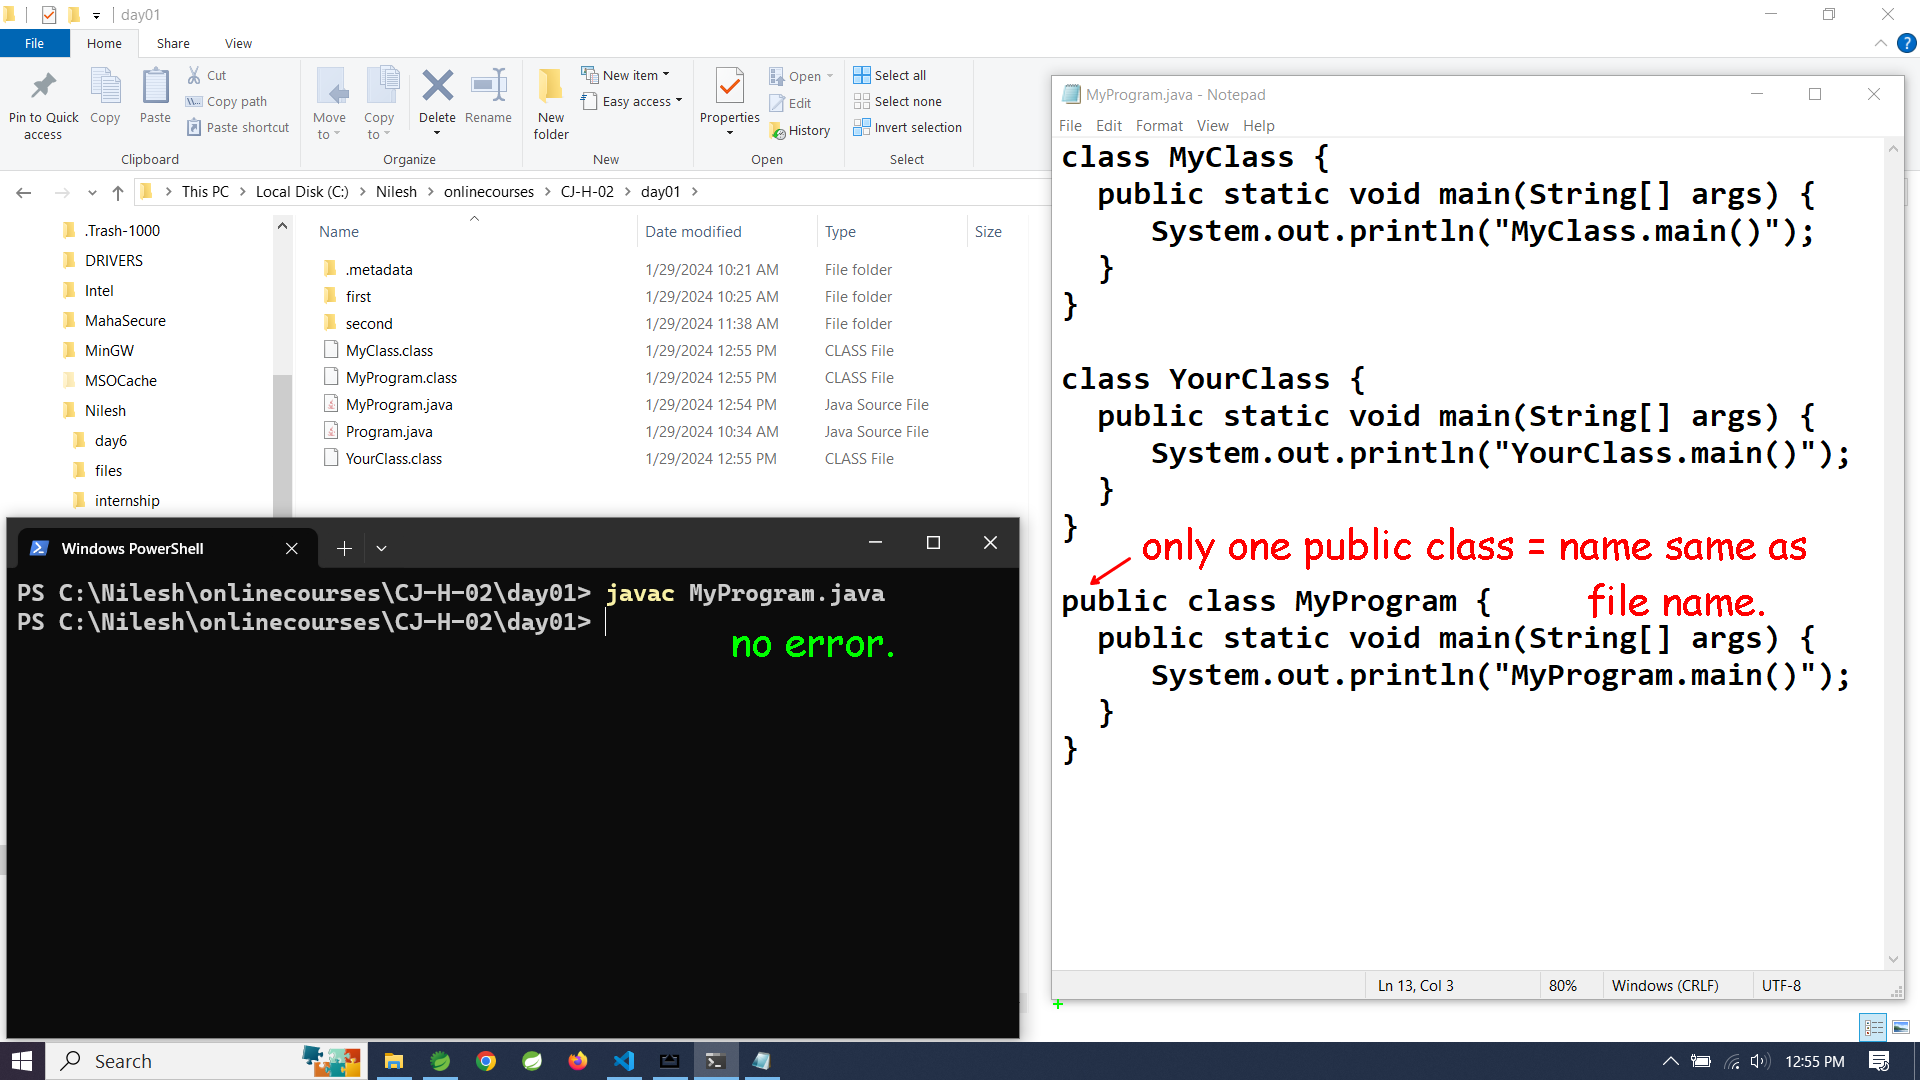 day01
File Home Share View
Pin to Quick access
Copy
Paste
Cut
Copy path
Paste shortcut
Clipboard
Move to
Copy to
Delete
Rename
Organize
New folder
New item
Easy access
New
Properties
Open
Edit
History
Open
Select all
Select none
Invert selection
Select
This PC > Local Disk (C:) > Nilesh > onlinecourses > CJ-H-02 > day01 >
.Trash-1000
DRIVERS
Intel
MahaSecure
MinGW
MSOCache
Nilesh
day6
files
internship
Name Date modified Type Size
.metadata 1/29/2024 10:21 AM File folder
first 1/29/2024 10:25 AM File folder
second 1/29/2024 11:38 AM File folder
MyClass.class 1/29/2024 12:55 PM CLASS File
MyProgram.class 1/29/2024 12:55 PM CLASS File
MyProgram.java 1/29/2024 12:54 PM Java Source File
Program.java 1/29/2024 10:34 AM Java Source File
YourClass.class 1/29/2024 12:55 PM CLASS File
Windows PowerShell
PS C:\Nilesh\onlinecourses\CJ-H-02\day01> javac MyProgram.java
PS C:\Nilesh\onlinecourses\CJ-H-02\day01>
no error.
MyProgram.java - Notepad
File Edit Format View Help
class MyClass {
public static void main(String[] args) {
System.out.println("MyClass.main()");
}
}
class YourClass {
public static void main(String[] args) {
System.out.println("YourClass.main()");
}
}
only one public class = name same as
file name.
public class MyProgram {
public static void main(String[] args) {
System.out.println("MyProgram.main()");
}
}
Ln 13, Col 3 80% Windows (CRLF) UTF-8
Search
12:55 PM